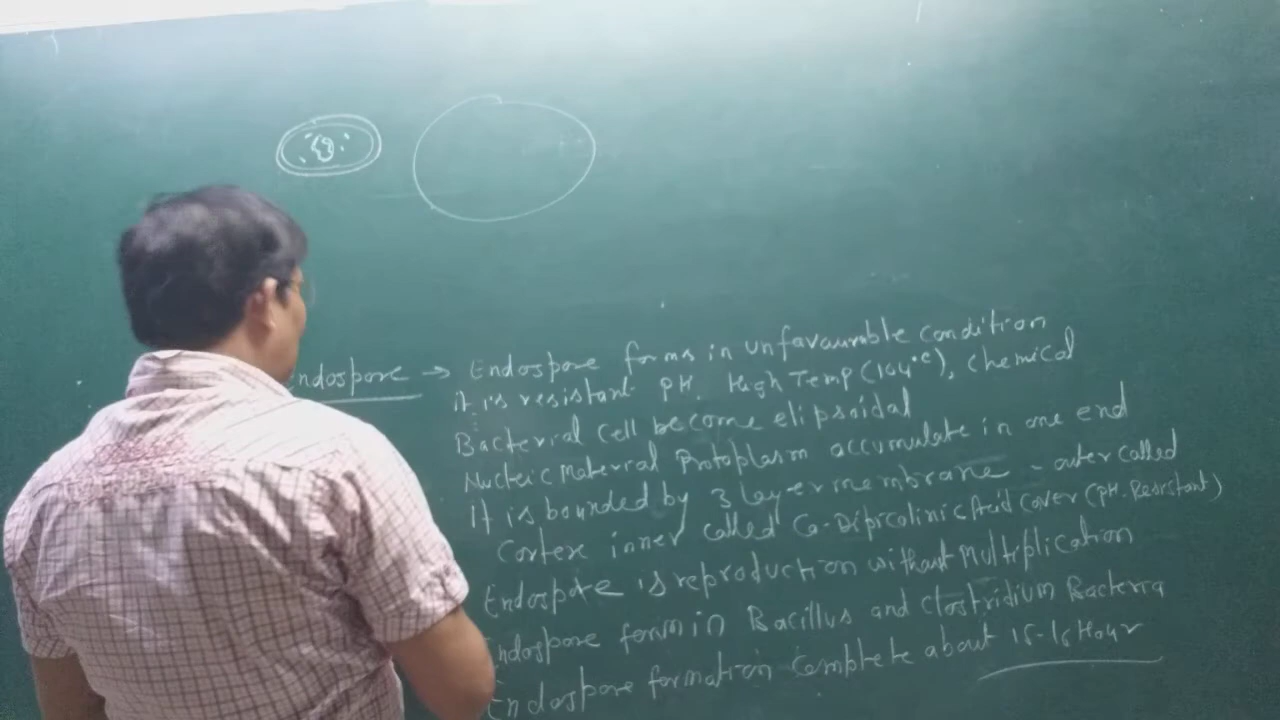 Endospore → Endospore forms in unfavourable condition
it is resistant PH. High Temp (104°C), chemical
Bacterial Cell become elipsoidal
Nucleic Material Protoplasm accumulate in one end
It is bounded by 3 layer membrane - outer called
Cortex inner called Ca-Dipicolinic Acid cover (PH. Resistant)
Endospore is reproduction without Multiplication
Endospore form in Bacillus and Clostridium Bacteria
Endospore formation complete about 15-16 Hour